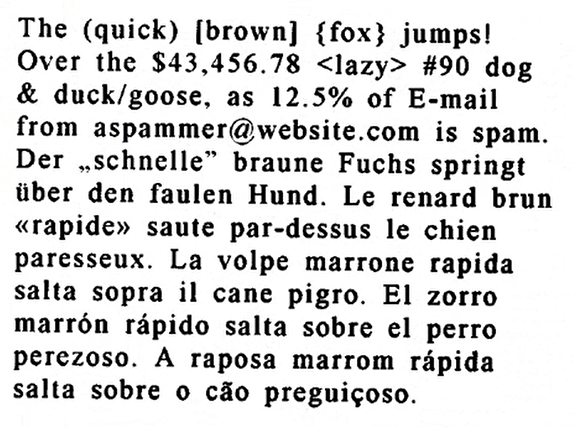 The (quick) [brown] {fox} jumps!
Over the $43,456.78 <lazy> #90 dog
& duck/goose, as 12.5% of E-mail
from aspammer@website.com is spam.
Der „schnelle” braune Fuchs springt
über den faulen Hund. Le renard brun
«rapide» saute par-dessus le chien
paresseux. La volpe marrone rapida
salta sopra il cane pigro. El zorro
marrón rápido salta sobre el perro
perezoso. A raposa marrom rápida
salta sobre o cão preguiçoso.